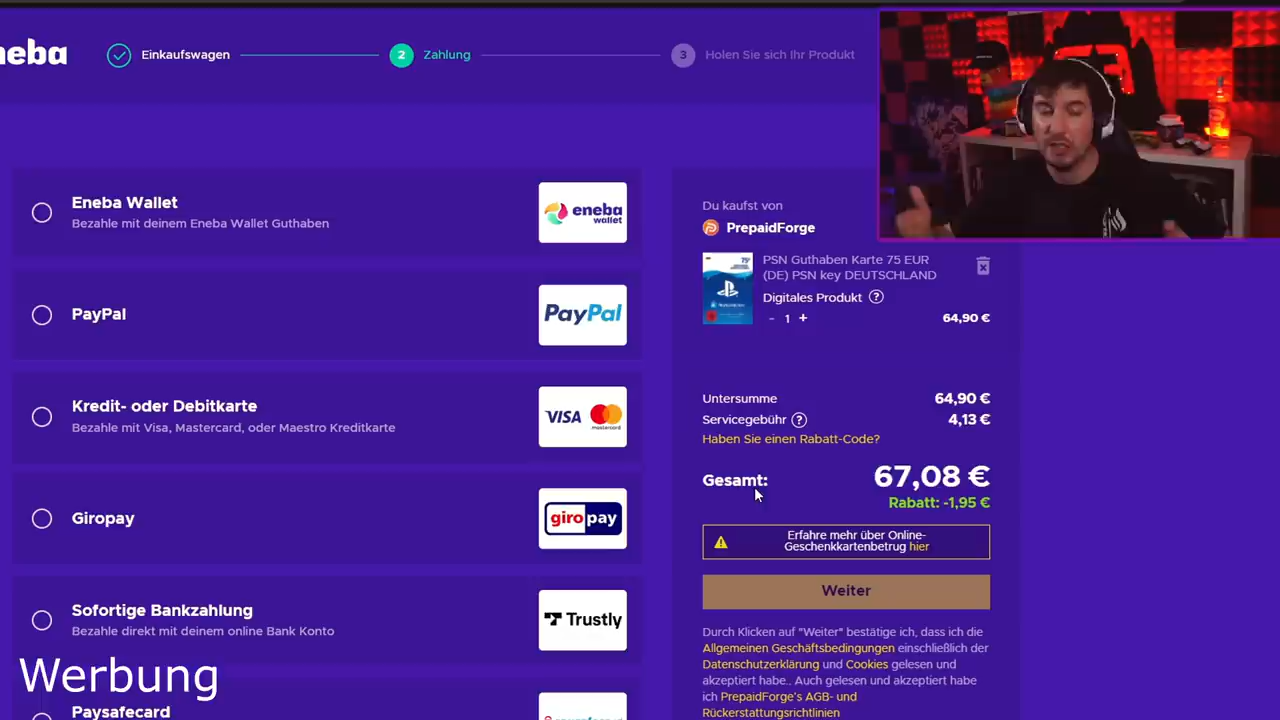 neba
Einkaufswagen
2
Zahlung
3
Holen Sie sich Ihr Produkt
Eneba Wallet
Bezahle mit deinem Eneba Wallet Guthaben
eneba
wallet
PayPal
PayPal
Kredit- oder Debitkarte
Bezahle mit Visa, Mastercard, oder Maestro Kreditkarte
VISA
mastercard
Giropay
giropay
Sofortige Bankzahlung
Bezahle direkt mit deinem online Bank Konto
Trustly
Paysafecard
Du kaufst von
PrepaidForge
PSN Guthaben Karte 75 EUR
(DE) PSN key DEUTSCHLAND
Digitales Produkt ?
- 1 +
64,90 €
Untersumme
64,90 €
Servicegebühr ?
4,13 €
Haben Sie einen Rabatt-Code?
Gesamt:
67,08 €
Rabatt: -1,95 €
Erfahre mehr über Online-
Geschenkkartenbetrug hier
Weiter
Durch Klicken auf "Weiter" bestätige ich, dass ich die
Allgemeinen Geschäftsbedingungen einschließlich der
Datenschutzerklärung und Cookies gelesen und
akzeptiert habe.. Auch gelesen und akzeptiert habe
ich PrepaidForge's AGB- und
Rückerstattungsrichtlinien
Werbung